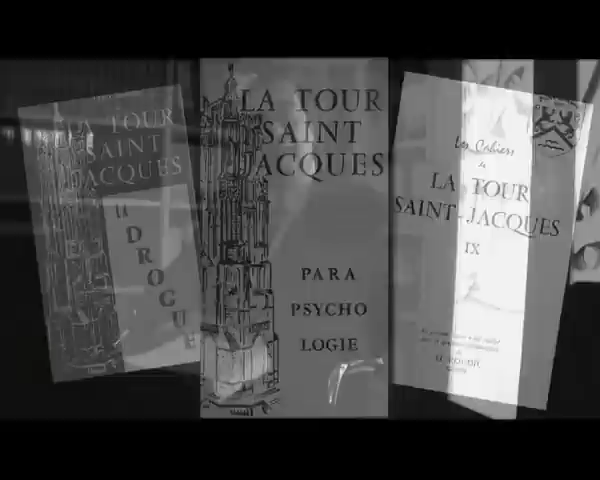 LA TOUR
SAINT
JACQUES
La
DROGUE
LA TOUR
SAINT
JACQUES
PARA
PSYCHO
LOGIE
Les Cahiers
de
LA TOUR
SAINT-JACQUES
IX